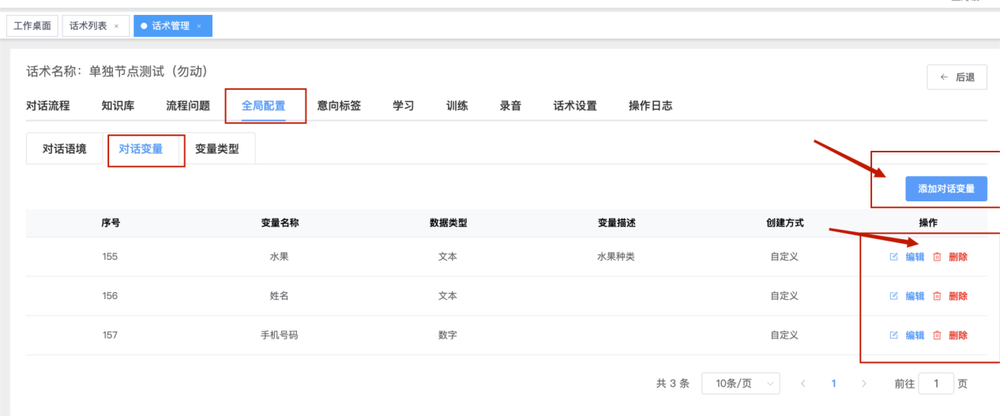 工作桌面 话术列表 × 话术管理 ×
话术名称：单独节点测试（勿动）
← 后退
对话流程 知识库 流程问题 全局配置 意向标签 学习 训练 录音 话术设置 操作日志
对话语境 对话变量 变量类型
添加对话变量
序号 变量名称 数据类型 变量描述 创建方式 操作
155 水果 文本 水果种类 自定义 编辑 删除
156 姓名 文本 自定义 编辑 删除
157 手机号码 数字 自定义 编辑 删除
共 3 条 10条/页 < 1 > 前往 1 页